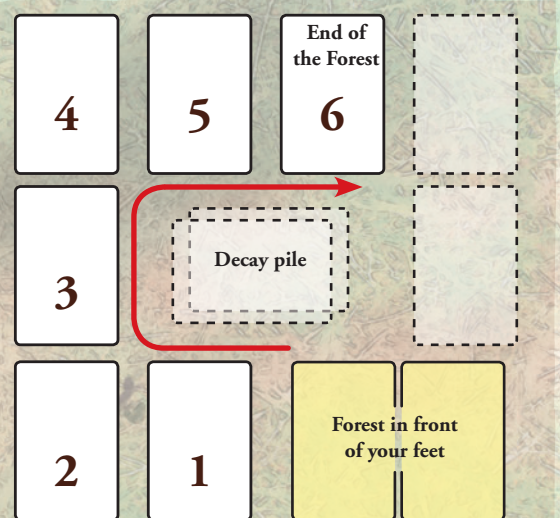 End of
the Forest
4
5
6
3
Decay pile
2
1
Forest in front
of your feet